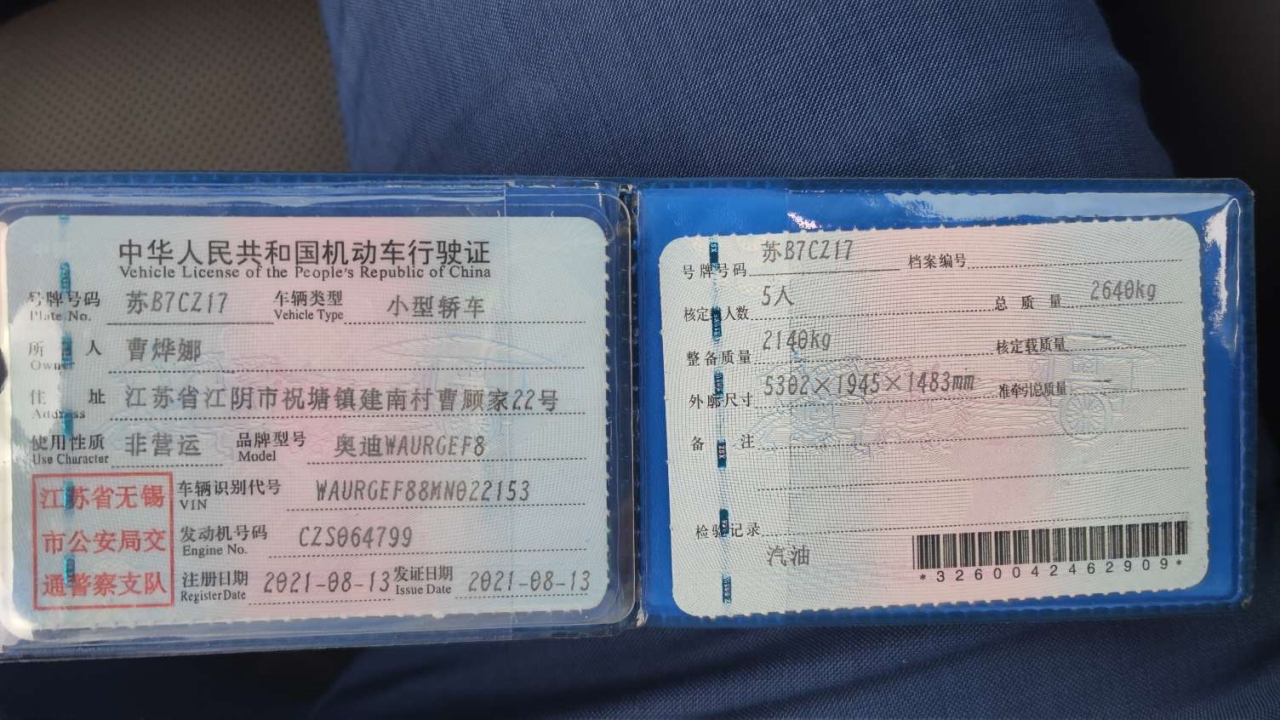 中华人民共和国机动车行驶证
Vehicle License of the People's Republic of China
号牌号码 苏B7CZ17 车辆类型 小型轿车
Plate No. Vehicle Type
所 人 曹烨娜
Owner
住 址 江苏省江阴市祝塘镇建南村曹顾家22号
Address
使用性质 非营运 品牌型号 奥迪WAURGEF8
Use Character Model
江苏省无锡
市公安局交
通警察支队
车辆识别代号 WAURGEF88MN022153
VIN
发动机号码 CZS064799
Engine No.
注册日期 2021-08-13 发证日期 2021-08-13
Register Date Issue Date
号牌号码 苏B7CZ17 档案编号
核定 人数 5人 总质量 2640kg
整备质量 2140kg 核定载质量 --
外廓尺寸 5302×1945×1483mm 准牵引总质量 --
备 注
检验记录
汽油
*3260042462909*